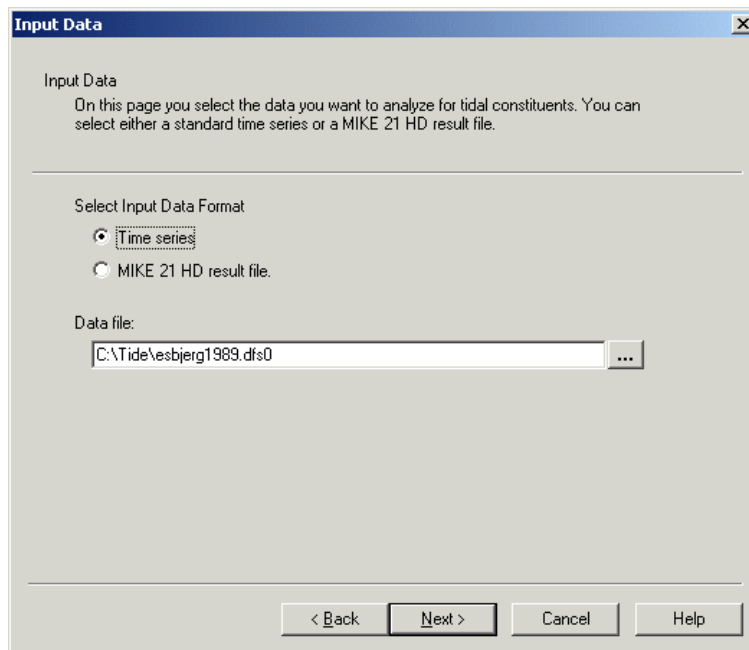 Input Data
Input Data
On this page you select the data you want to analyze for tidal constituents. You can
select either a standard time series or a MIKE 21 HD result file.
Select Input Data Format
Time series
MIKE 21 HD result file.
Data file:
C:\Tide\esbjerg1989.dfs0
...
< Back Next > Cancel Help